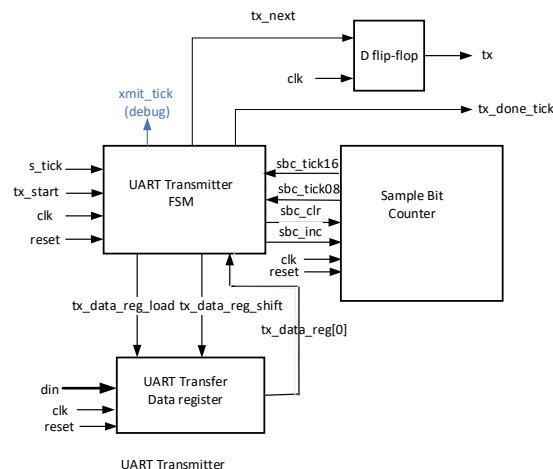 tx_next
D flip-flop
tx
clk
xmit_tick
(debug)
tx_done_tick
s_tick
tx_start
clk
reset
UART Transmitter
FSM
sbc_tick16
sbc_tick08
sbc_clr
sbc_inc
clk
reset
Sample Bit
Counter
tx_data_reg_load
tx_data_reg_shift
tx_data_reg[0]
din
clk
reset
UART Transfer
Data register
UART Transmitter